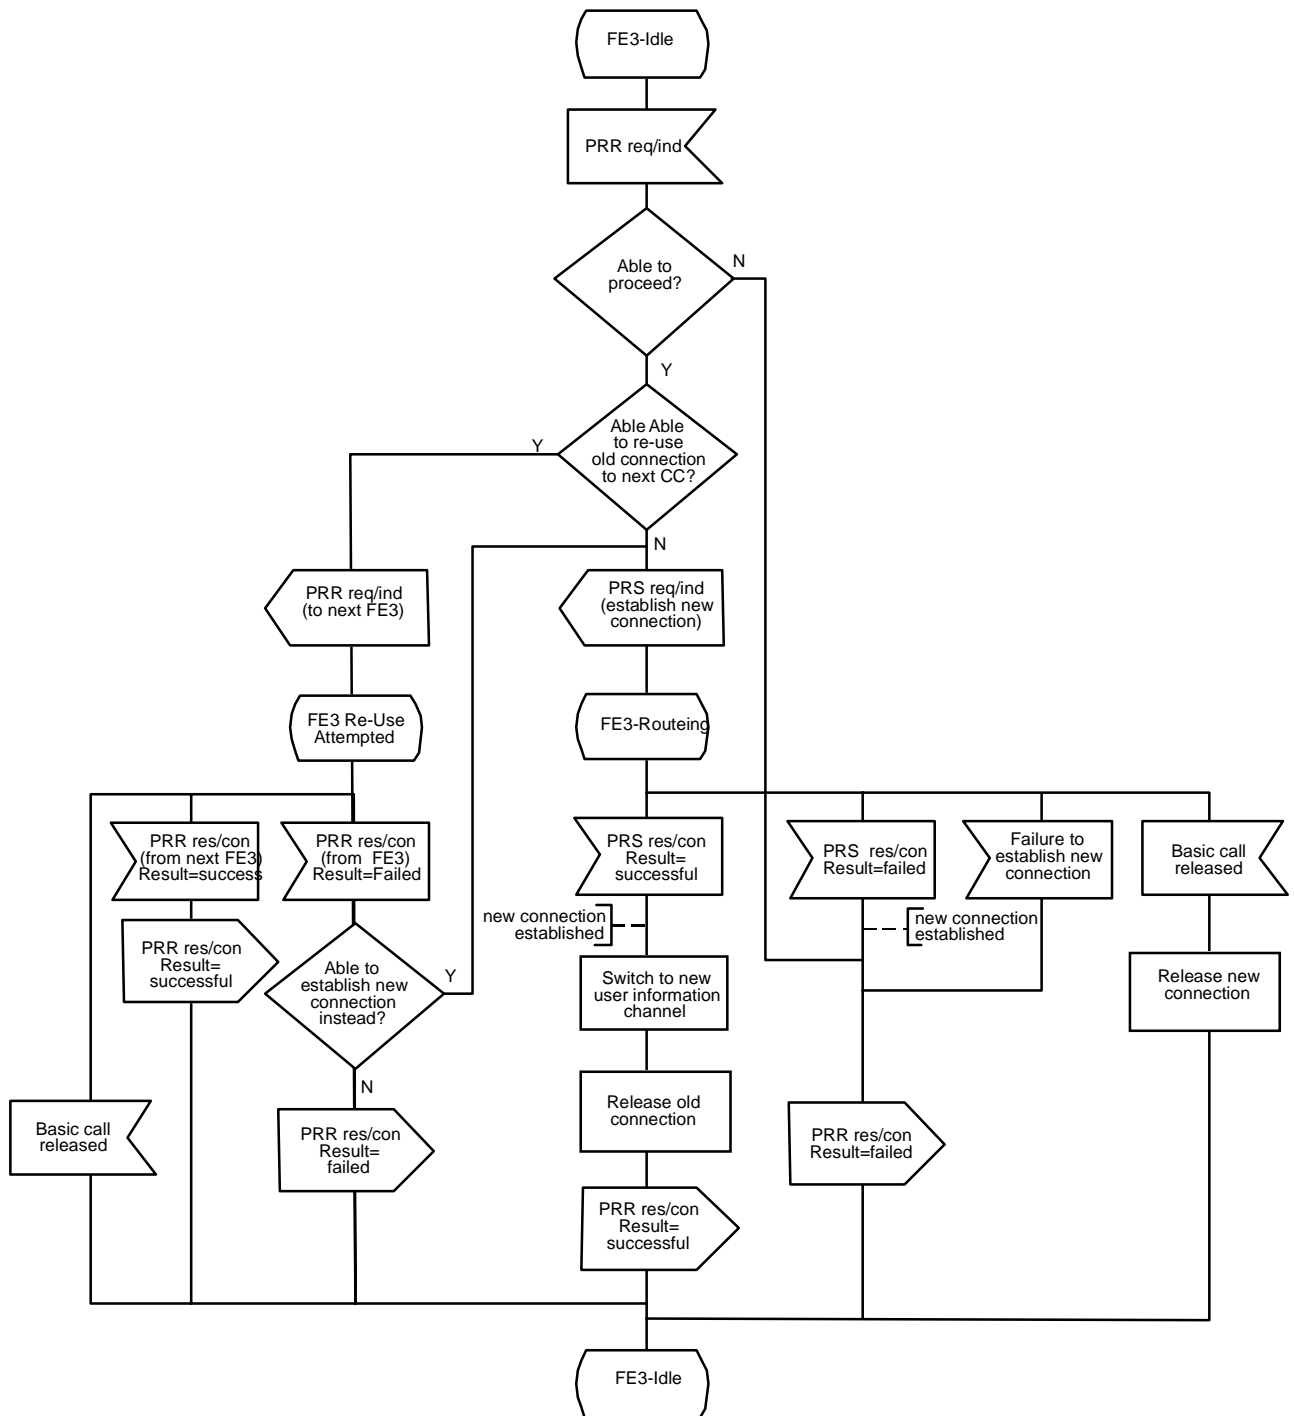 FE3-Idle
PRR req/ind
Able to
proceed?
N
Y
Able Able
to re-use
old connection
to next CC?
Y
N
PRR req/ind
(to next FE3)
PRS req/ind
(establish new
connection)
FE3 Re-Use
Attempted
FE3-Routeing
PRR res/con
(from next FE3)
Result=success
PRR res/con
(from FE3)
Result=Failed
PRS res/con
Result=
successful
PRS res/con
Result=failed
Failure to
establish new
connection
Basic call
released
new connection
established
new connection
established
PRR res/con
Result=
successful
Able to
establish new
connection
instead?
Y
N
Switch to new
user information
channel
Release new
connection
Basic call
released
PRR res/con
Result=
failed
Release old
connection
PRR res/con
Result=failed
PRR res/con
Result=
successful
FE3-Idle